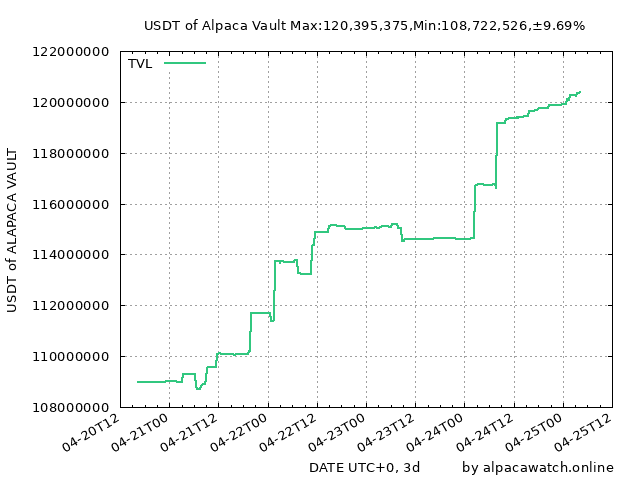 USDT of Alpaca Vault Max:120,395,375,Min:108,722,526,±9.69%
122000000
TVL
120000000
118000000
116000000
114000000
112000000
110000000
108000000
USDT of ALAPACA VAULT
04-20T12
04-21T00
04-21T12
04-22T00
04-22T12
04-23T00
04-23T12
04-24T00
04-24T12
04-25T00
04-25T12
DATE UTC+0, 3d
by alpacawatch.online